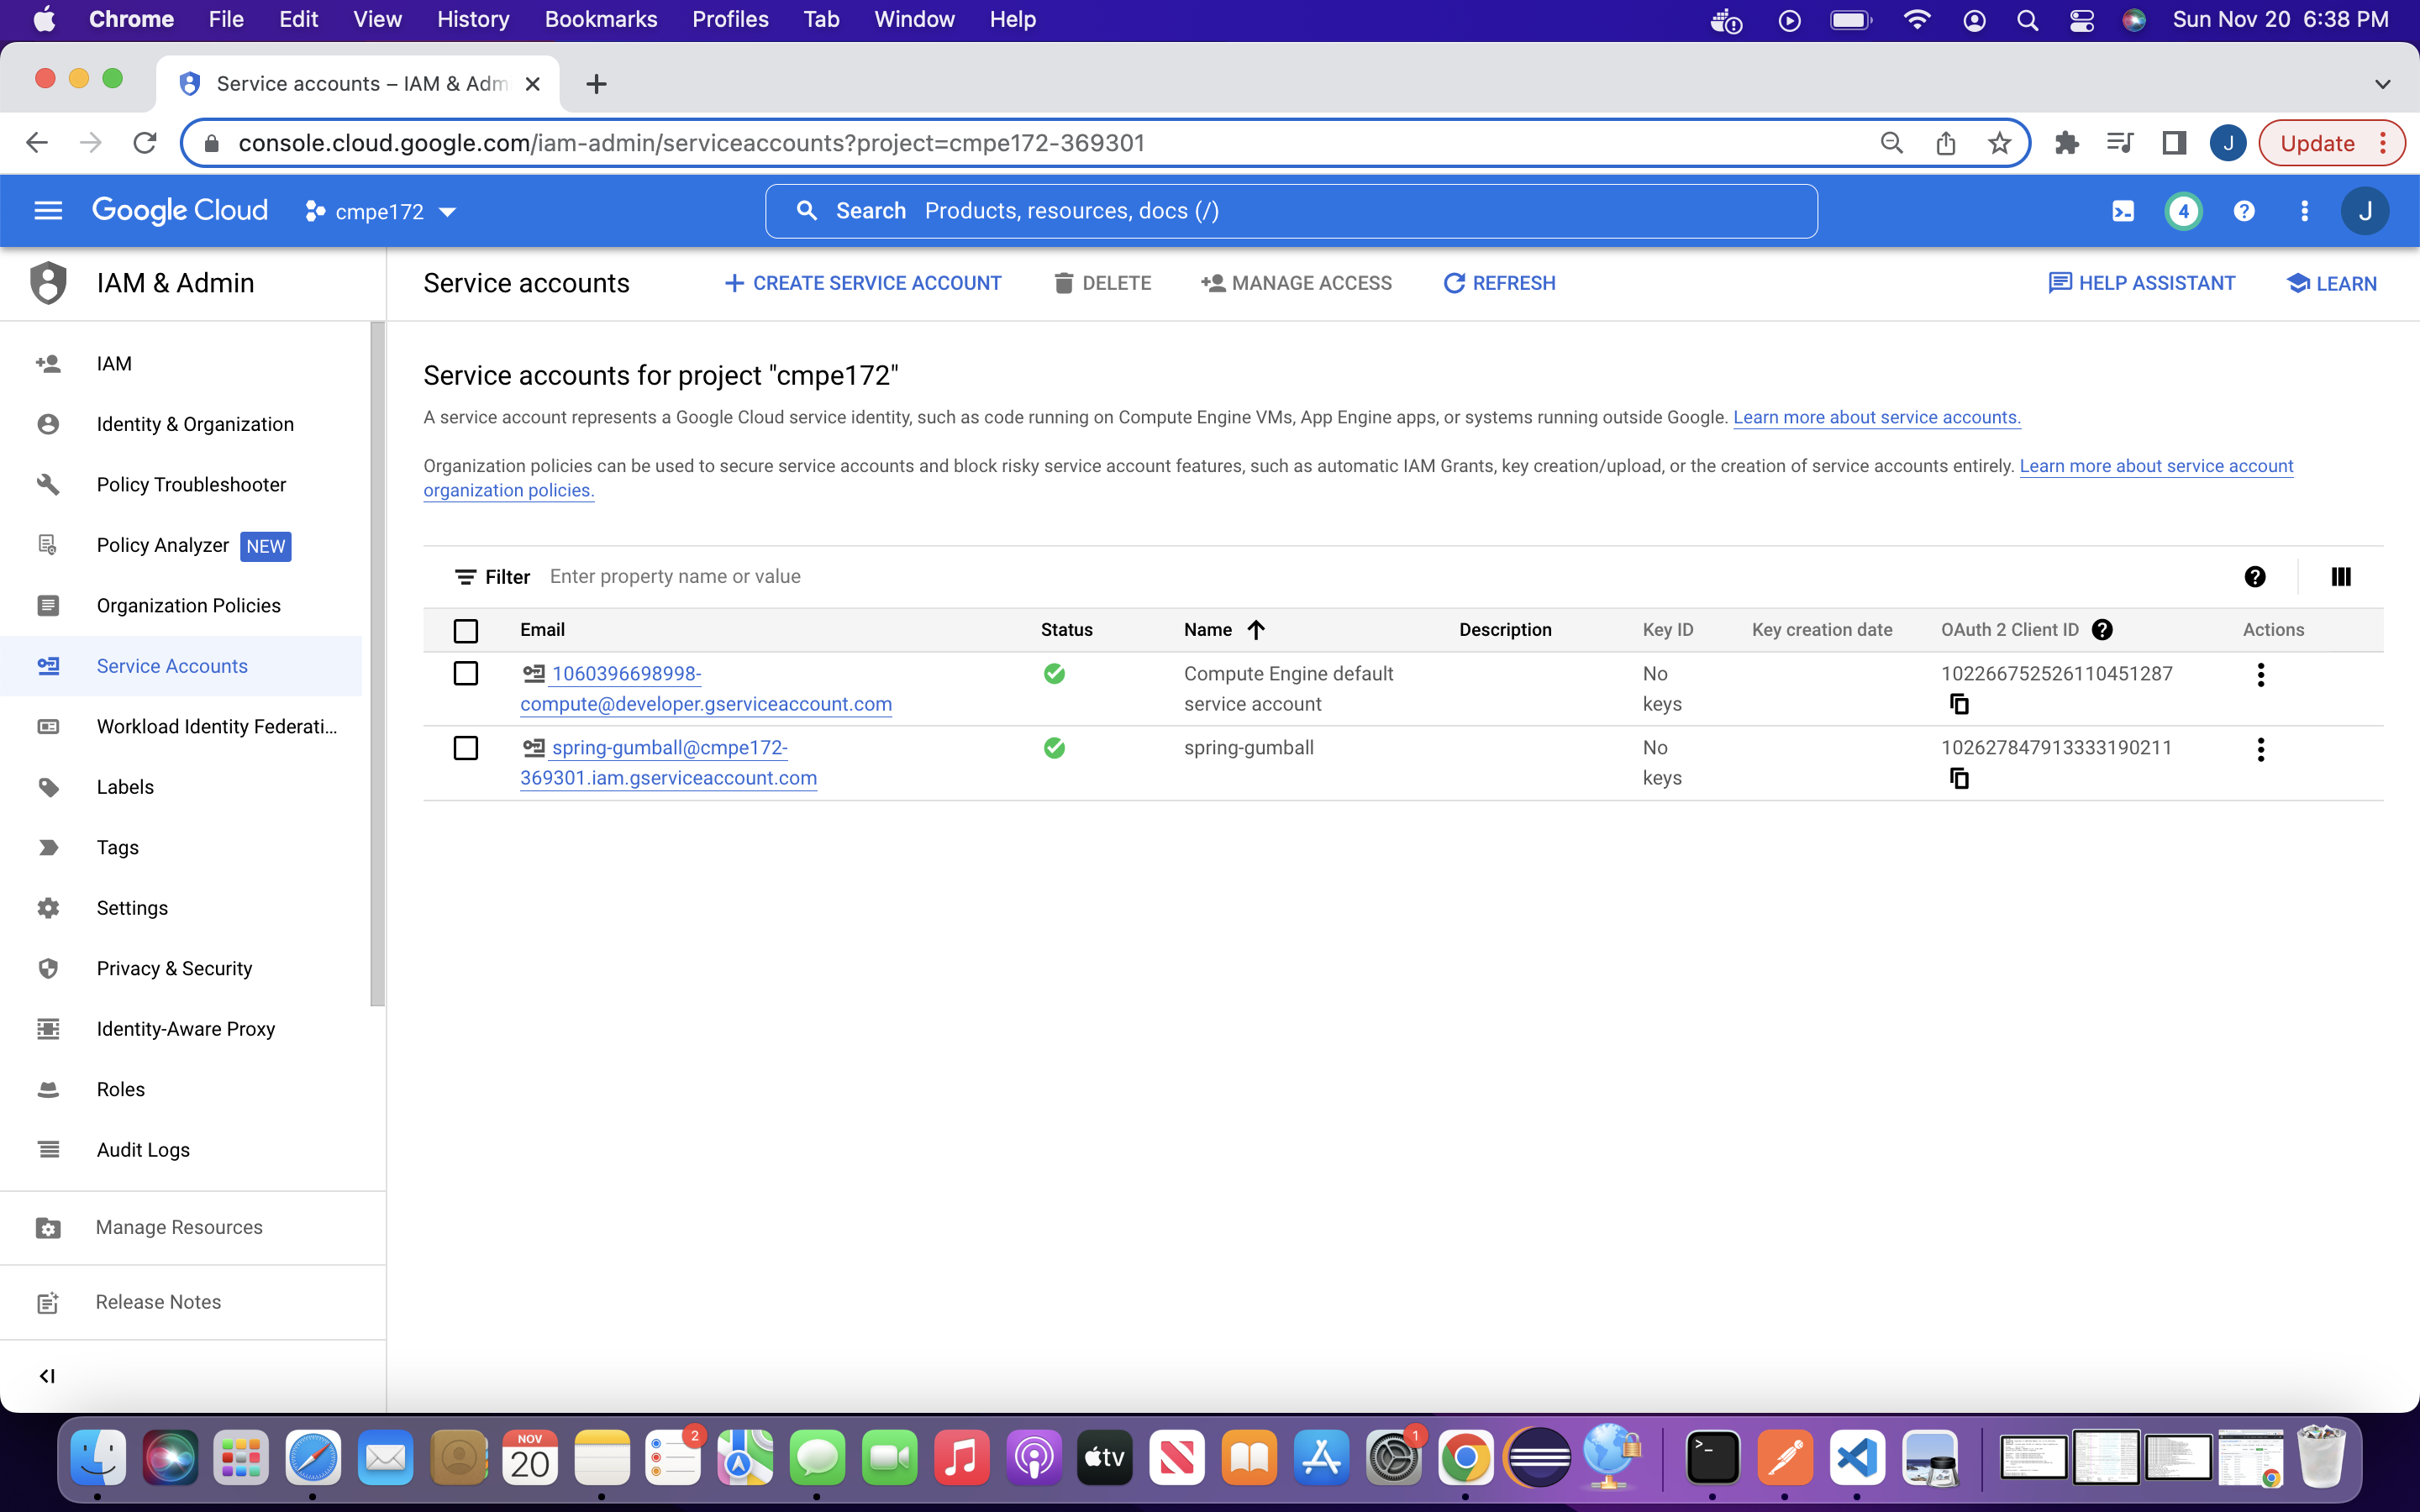 Chrome File Edit View History Bookmarks Profiles Tab Window Help Sun Nov 20 6:38 PM
Service accounts – IAM & Adm
console.cloud.google.com/iam-admin/serviceaccounts?project=cmpe172-369301 J Update
Google Cloud cmpe172 Search Products, resources, docs (/) 4 J
IAM & Admin
Service accounts CREATE SERVICE ACCOUNT DELETE MANAGE ACCESS REFRESH HELP ASSISTANT LEARN
IAM
Identity & Organization
Policy Troubleshooter
Policy Analyzer NEW
Organization Policies
Service Accounts
Workload Identity Federati...
Labels
Tags
Settings
Privacy & Security
Identity-Aware Proxy
Roles
Audit Logs
Manage Resources
Release Notes
Service accounts for project "cmpe172"
A service account represents a Google Cloud service identity, such as code running on Compute Engine VMs, App Engine apps, or systems running outside Google. Learn more about service accounts.
Organization policies can be used to secure service accounts and block risky service account features, such as automatic IAM Grants, key creation/upload, or the creation of service accounts entirely. Learn more about service account
organization policies.
Filter Enter property name or value
Email Status Name Description Key ID Key creation date OAuth 2 Client ID Actions
1060396698998- Compute Engine default No 102266752526110451287
compute@developer.gserviceaccount.com service account keys
spring-gumball@cmpe172- spring-gumball No 102627847913333190211
369301.iam.gserviceaccount.com keys
NOV
20
2
tv
1